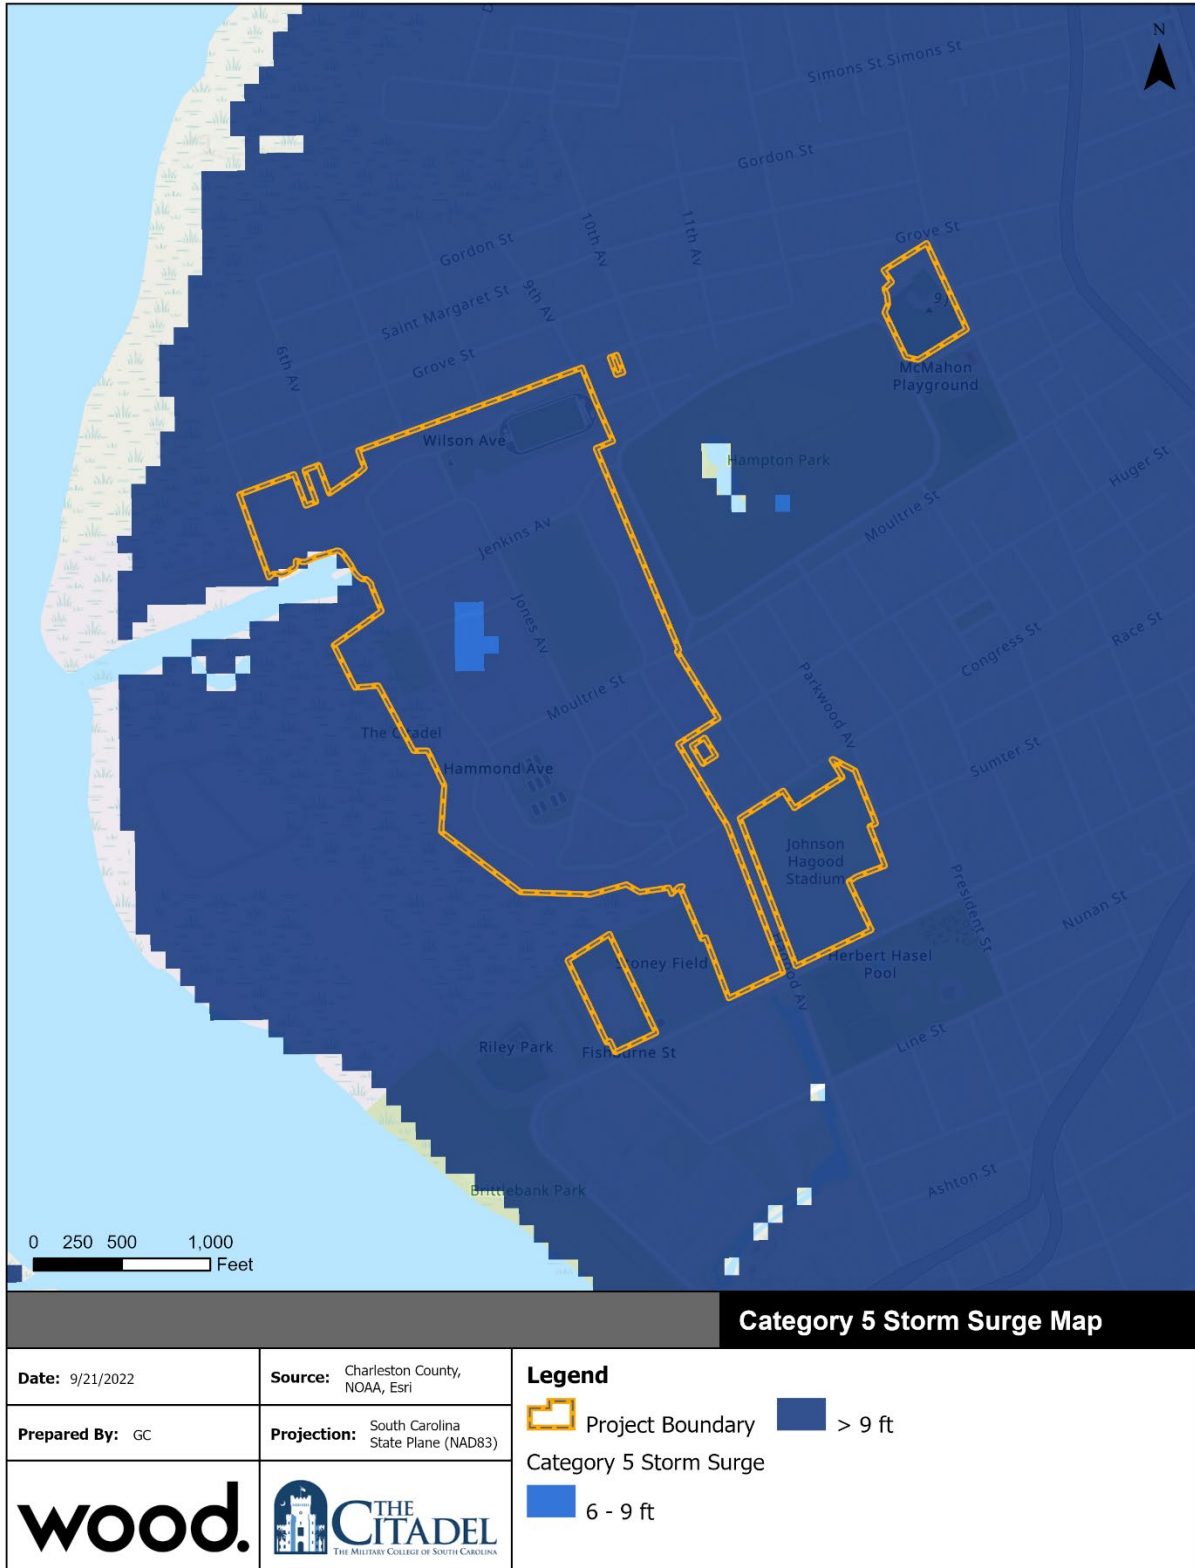 N
Simons St Simons St
Gordon St
Grove St
10th Av
11th Av
Gordon St
9th Av
Saint Margaret St
Grove St
6th Av
McMahon
Playground
Wilson Ave
Hampton Park
Huger St
Moultrie St
Jenkins Av
Jones Av
Race St
Congress St
Parkwood Av
Moultrie St
The Citadel
Sumter St
Hammond Ave
Johnson
Hagood
Stadium
President St
Nunan St
Stoney Field
Herbert Hasel
Pool
Hagood Av
Riley Park
Fishburne St
Line St
Ashton St
Brittlebank Park
0 250 500 1,000
Feet
Category 5 Storm Surge Map
Date: 9/21/2022
Source: Charleston County,
NOAA, Esri
Prepared By: GC
Projection: South Carolina
State Plane (NAD83)
wood.
THE
CITADEL
THE MILITARY COLLEGE OF SOUTH CAROLINA
Legend
Project Boundary
> 9 ft
Category 5 Storm Surge
6 - 9 ft